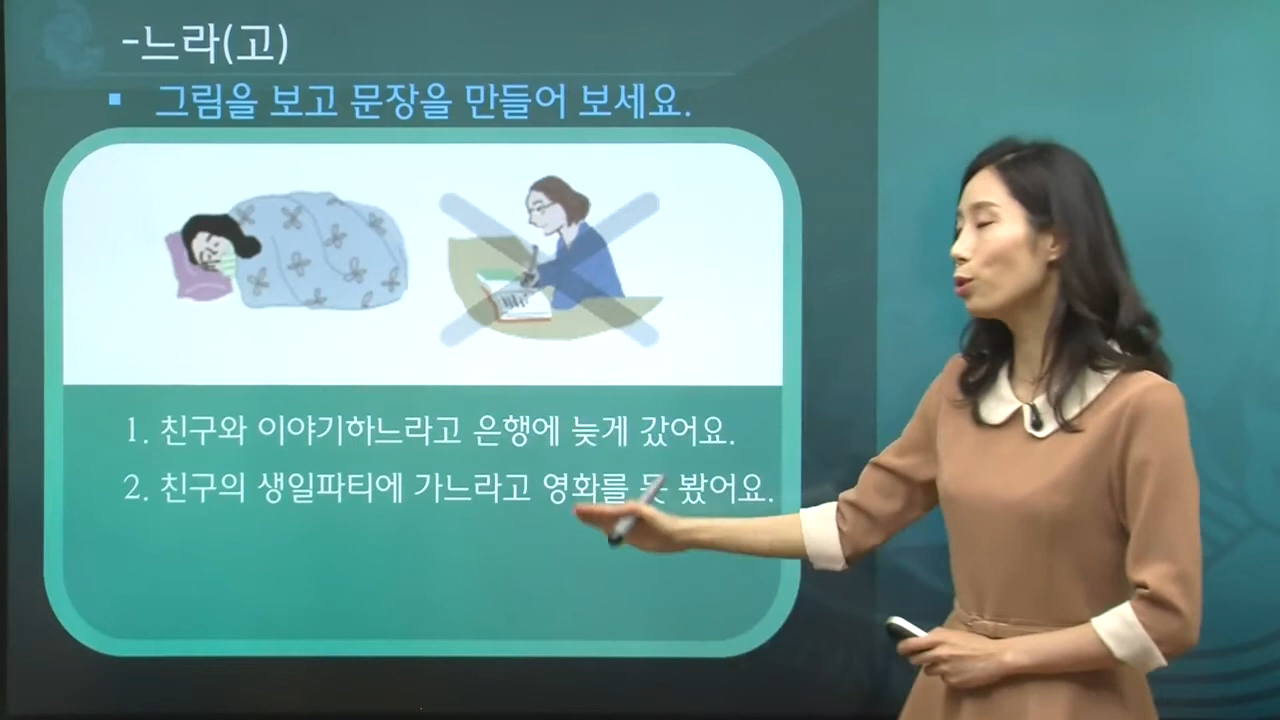 -느라(고)
▪ 그림을 보고 문장을 만들어 보세요.
1. 친구와 이야기하느라고 은행에 늦게 갔어요.
2. 친구의 생일파티에 가느라고 영화를 못 봤어요.